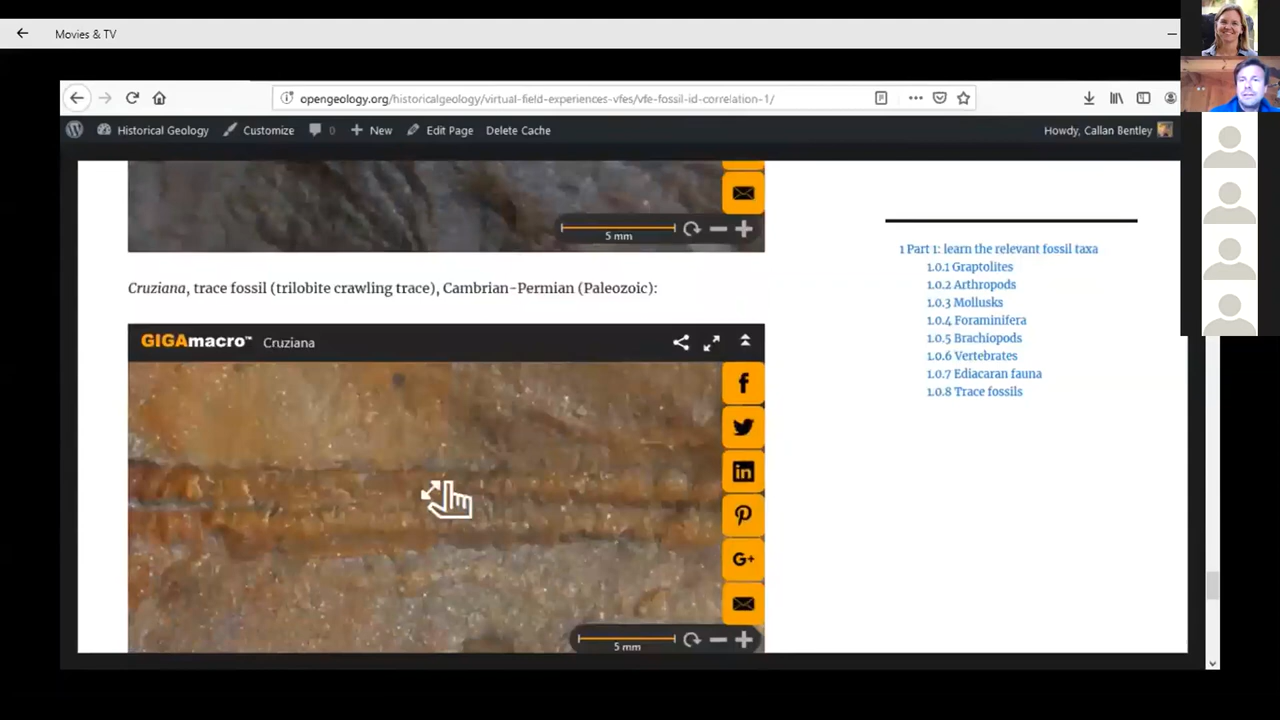 Movies & TV
opengeology.org/historicalgeology/virtual-field-experiences-vfes/vfe-fossil-id-correlation-1/
Historical Geology Customize New Edit Page Delete Cache Howdy, Callan Bentley
5 mm
1 Part 1: learn the relevant fossil taxa
1.0.1 Graptolites
1.0.2 Arthropods
1.0.3 Mollusks
1.0.4 Foraminifera
1.0.5 Brachiopods
1.0.6 Vertebrates
1.0.7 Ediacaran fauna
1.0.8 Trace fossils
Cruziana, trace fossil (trilobite crawling trace), Cambrian-Permian (Paleozoic):
GIGAmacro™ Cruziana
f
in
G+
5 mm